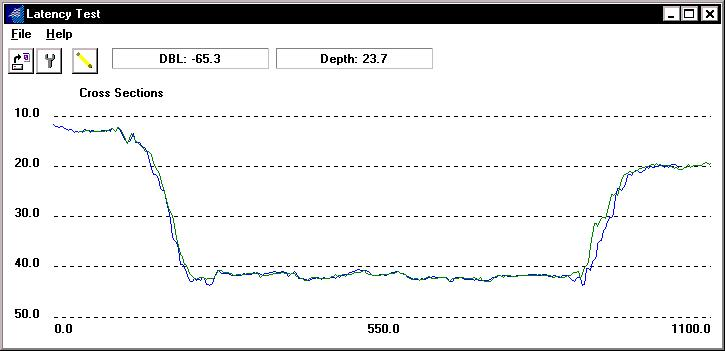 Latency Test
File Help
DBL: -65.3 Depth: 23.7
Cross Sections
10.0
20.0
30.0
40.0
50.0
0.0 550.0 1100.0